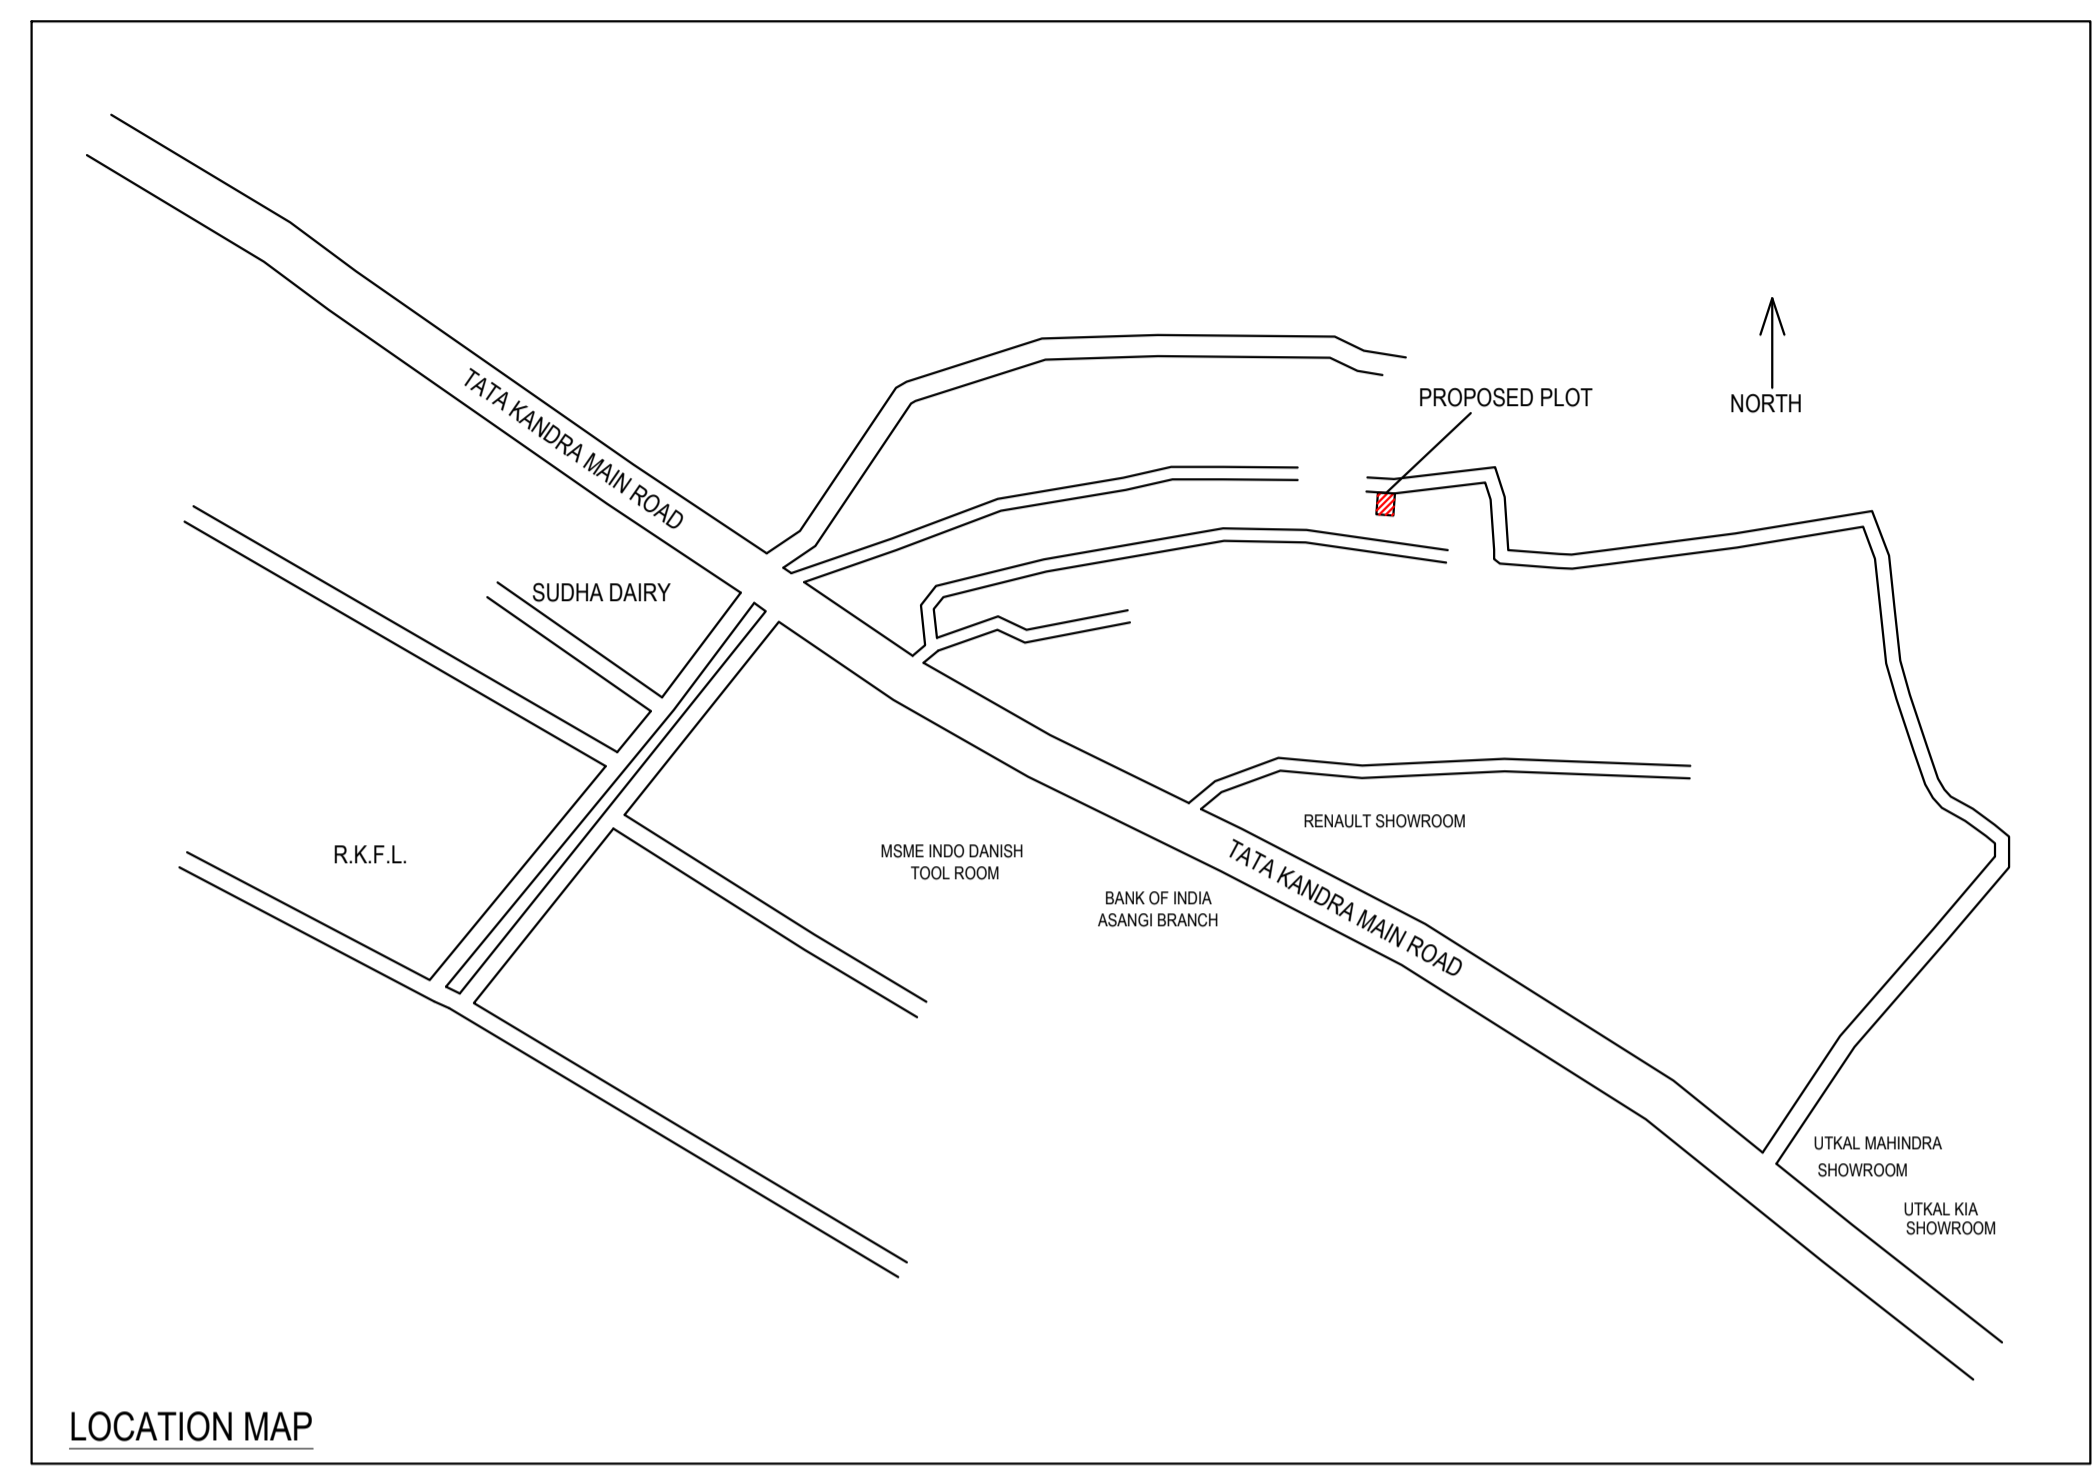 PROPOSED PLOT
NORTH
TATA KANDRA MAIN ROAD
SUDHA DAIRY
RENAULT SHOWROOM
R.K.F.L.
MSME INDO DANISH
TOOL ROOM
BANK OF INDIA
ASANGI BRANCH
TATA KANDRA MAIN ROAD
UTKAL MAHINDRA
SHOWROOM
UTKAL KIA
SHOWROOM
LOCATION MAP